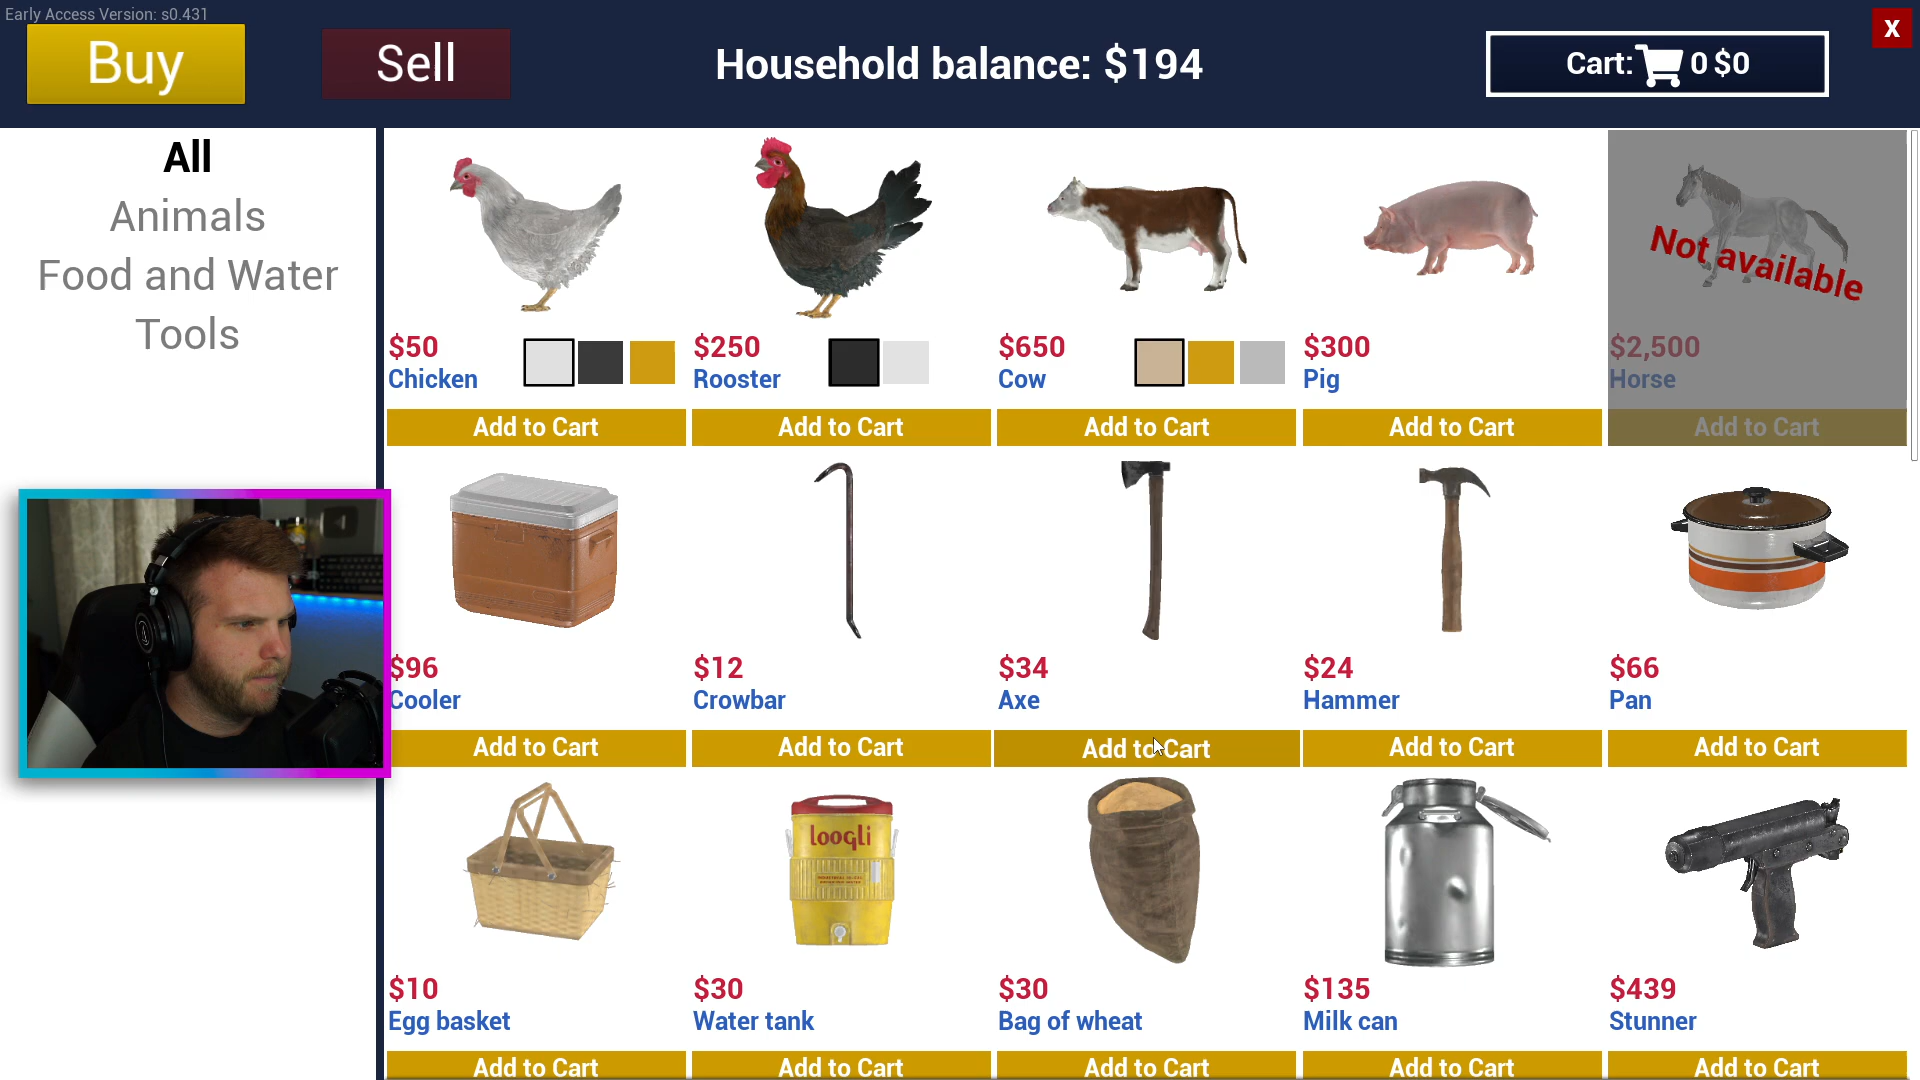 Early Access Version: s0.431
Buy
Sell
Household balance: $194
Cart: 0 $0
X
All
Animals
Food and Water
Tools
$50
Chicken
Add to Cart
$250
Rooster
Add to Cart
$650
Cow
Add to Cart
$300
Pig
Add to Cart
Not available
$2,500
Horse
Add to Cart
$96
Cooler
Add to Cart
$12
Crowbar
Add to Cart
$34
Axe
Add to Cart
$24
Hammer
Add to Cart
$66
Pan
Add to Cart
$10
Egg basket
Add to Cart
looqli
$30
Water tank
Add to Cart
$30
Bag of wheat
Add to Cart
$135
Milk can
Add to Cart
$439
Stunner
Add to Cart